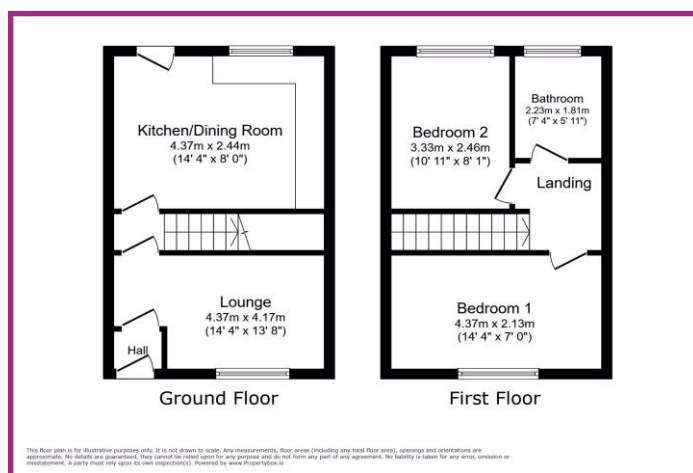 Kitchen/Dining Room
4.37m x 2.44m
(14' 4" x 8' 0")
Lounge
4.37m x 4.17m
(14' 4" x 13' 8")
Hall
Ground Floor
Bathroom
2.23m x 1.81m
(7' 4" x 5' 11")
Bedroom 2
3.33m x 2.46m
(10' 11" x 8' 1")
Landing
Bedroom 1
4.37m x 2.13m
(14' 4" x 7' 0")
First Floor
This floor plan is for illustrative purposes only. It is not drawn to scale. Any measurements, floor areas (including any total floor area), openings and orientations are
approximate. No details are guaranteed, they cannot be relied upon for any purpose and do not form any part of any agreement. No liability is taken for any error, omission or
misstatement. A party must rely upon its own inspection(s). Powered by www.Propertybox.io